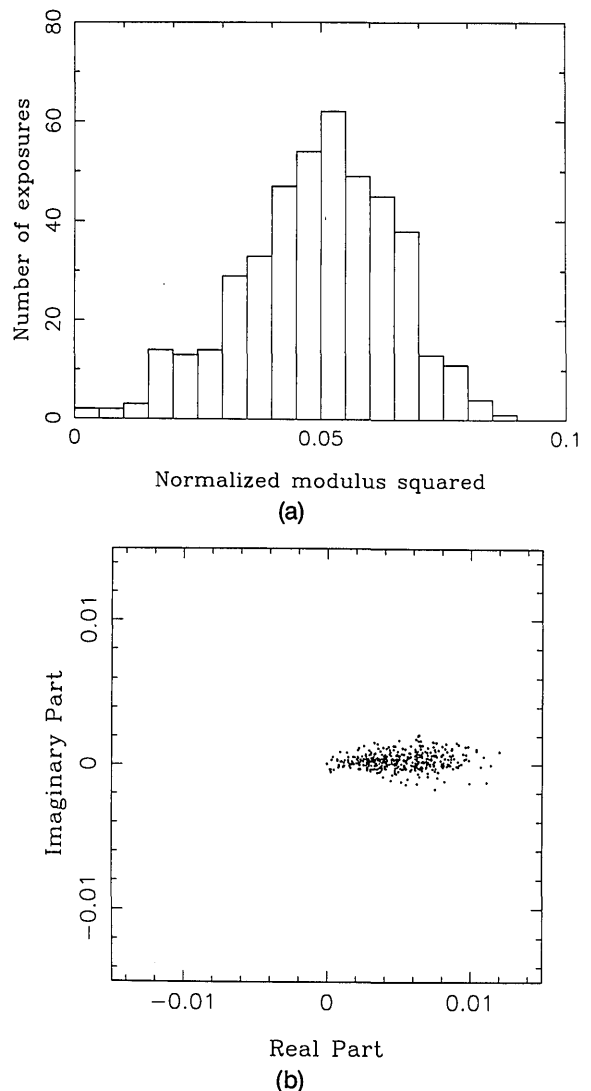 80
60
40
20
0
Number of exposures
0
0.05
0.1
Normalized modulus squared
(a)
0.01
0
−0.01
Imaginary Part
−0.01
0
0.01
Real Part
(b)